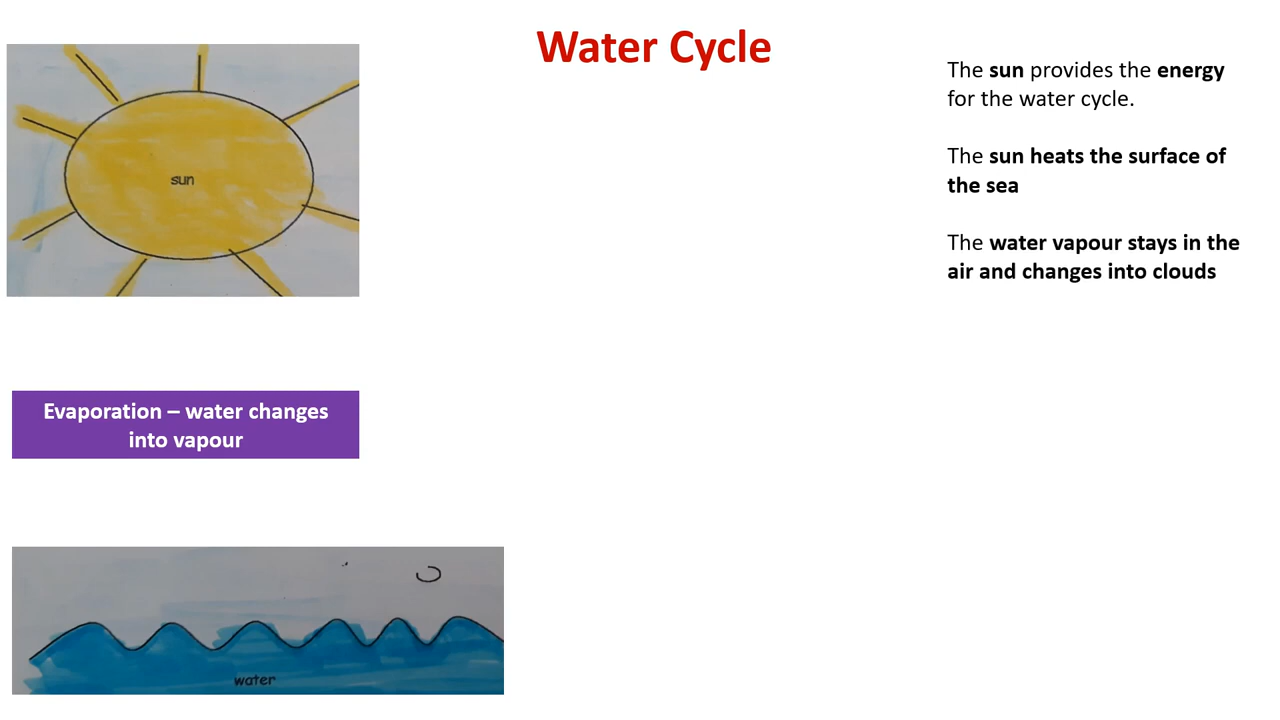 Water Cycle
sun
The sun provides the energy
for the water cycle.
The sun heats the surface of
the sea
The water vapour stays in the
air and changes into clouds
Evaporation – water changes
into vapour
water